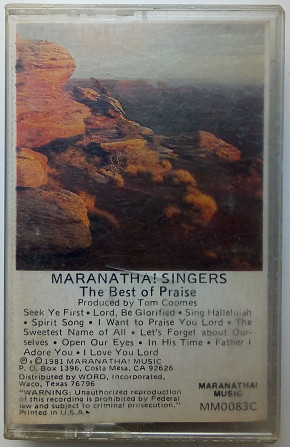 MARANATHA! SINGERS
The Best of Praise
Produced by Tom Coomes
Seek Ye First • Lord, Be Glorified • Sing Hallelujah
• Spirit Song • I Want to Praise You Lord • The
Sweetest Name of All • Let's Forget about Our-
selves • Open Our Eyes • In His Time • Father I
Adore You • I Love You Lord
℗ © 1981 MARANATHA! MUSIC
P. O. BOX 1396, Costa Mesa, CA 92626
Distributed by WORD, Incorporated,
Waco, Texas 76796
"WARNING: Unauthorized reproduction
of this recording is prohibited by Federal
law and subject to criminal prosecution."
Printed in U.S.A.
MARANATHA!
MUSIC
MM0083C